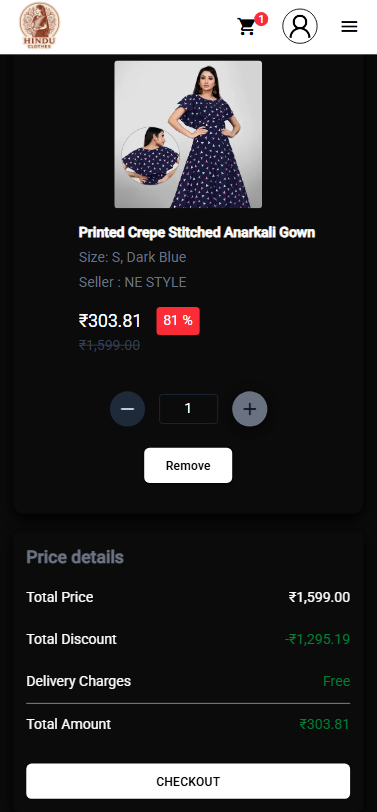 HINDU
CLOTHES
1
Printed Crepe Stitched Anarkali Gown
Size: S, Dark Blue
Seller : NE STYLE
₹303.81 81 %
₹1,599.00
1
Remove
Price details
Total Price ₹1,599.00
Total Discount -₹1,295.19
Delivery Charges Free
Total Amount ₹303.81
CHECKOUT